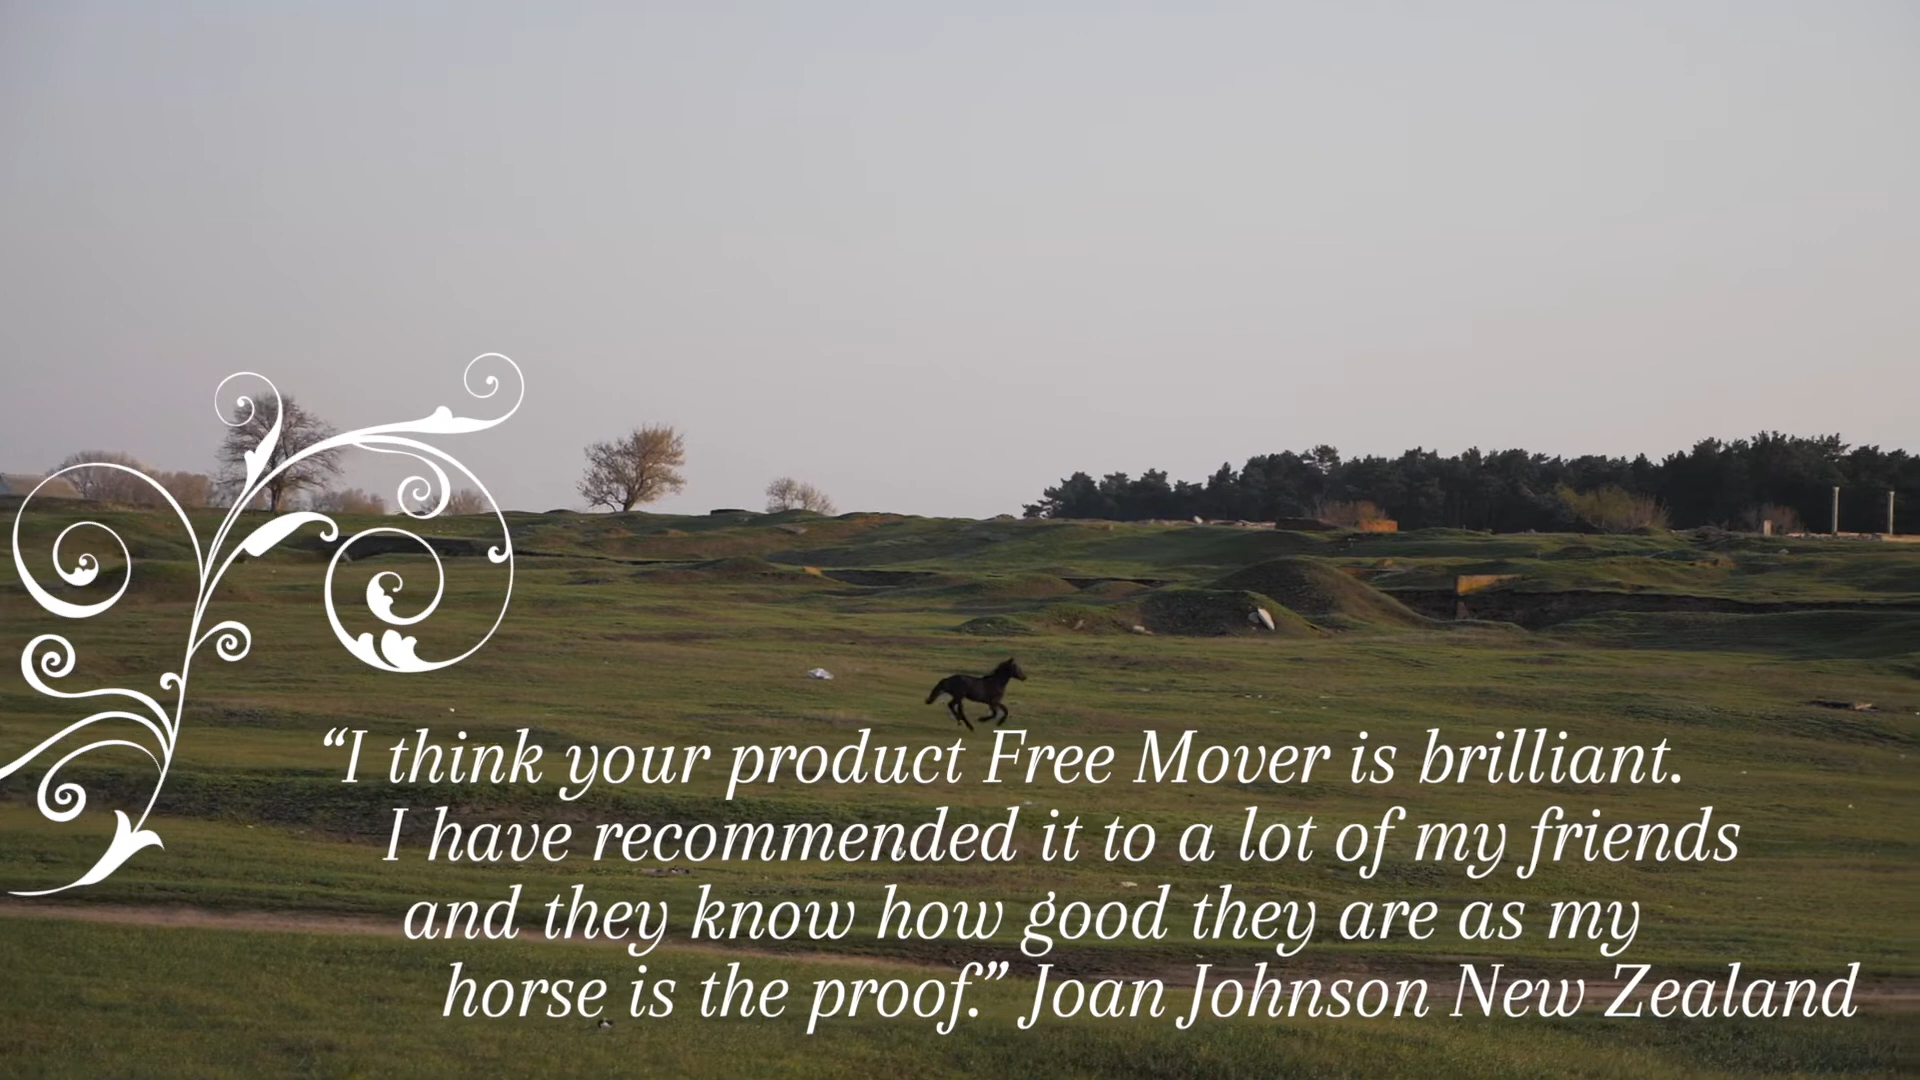 “I think your product Free Mover is brilliant.
I have recommended it to a lot of my friends
and they know how good they are as my
horse is the proof.” Joan Johnson New Zealand